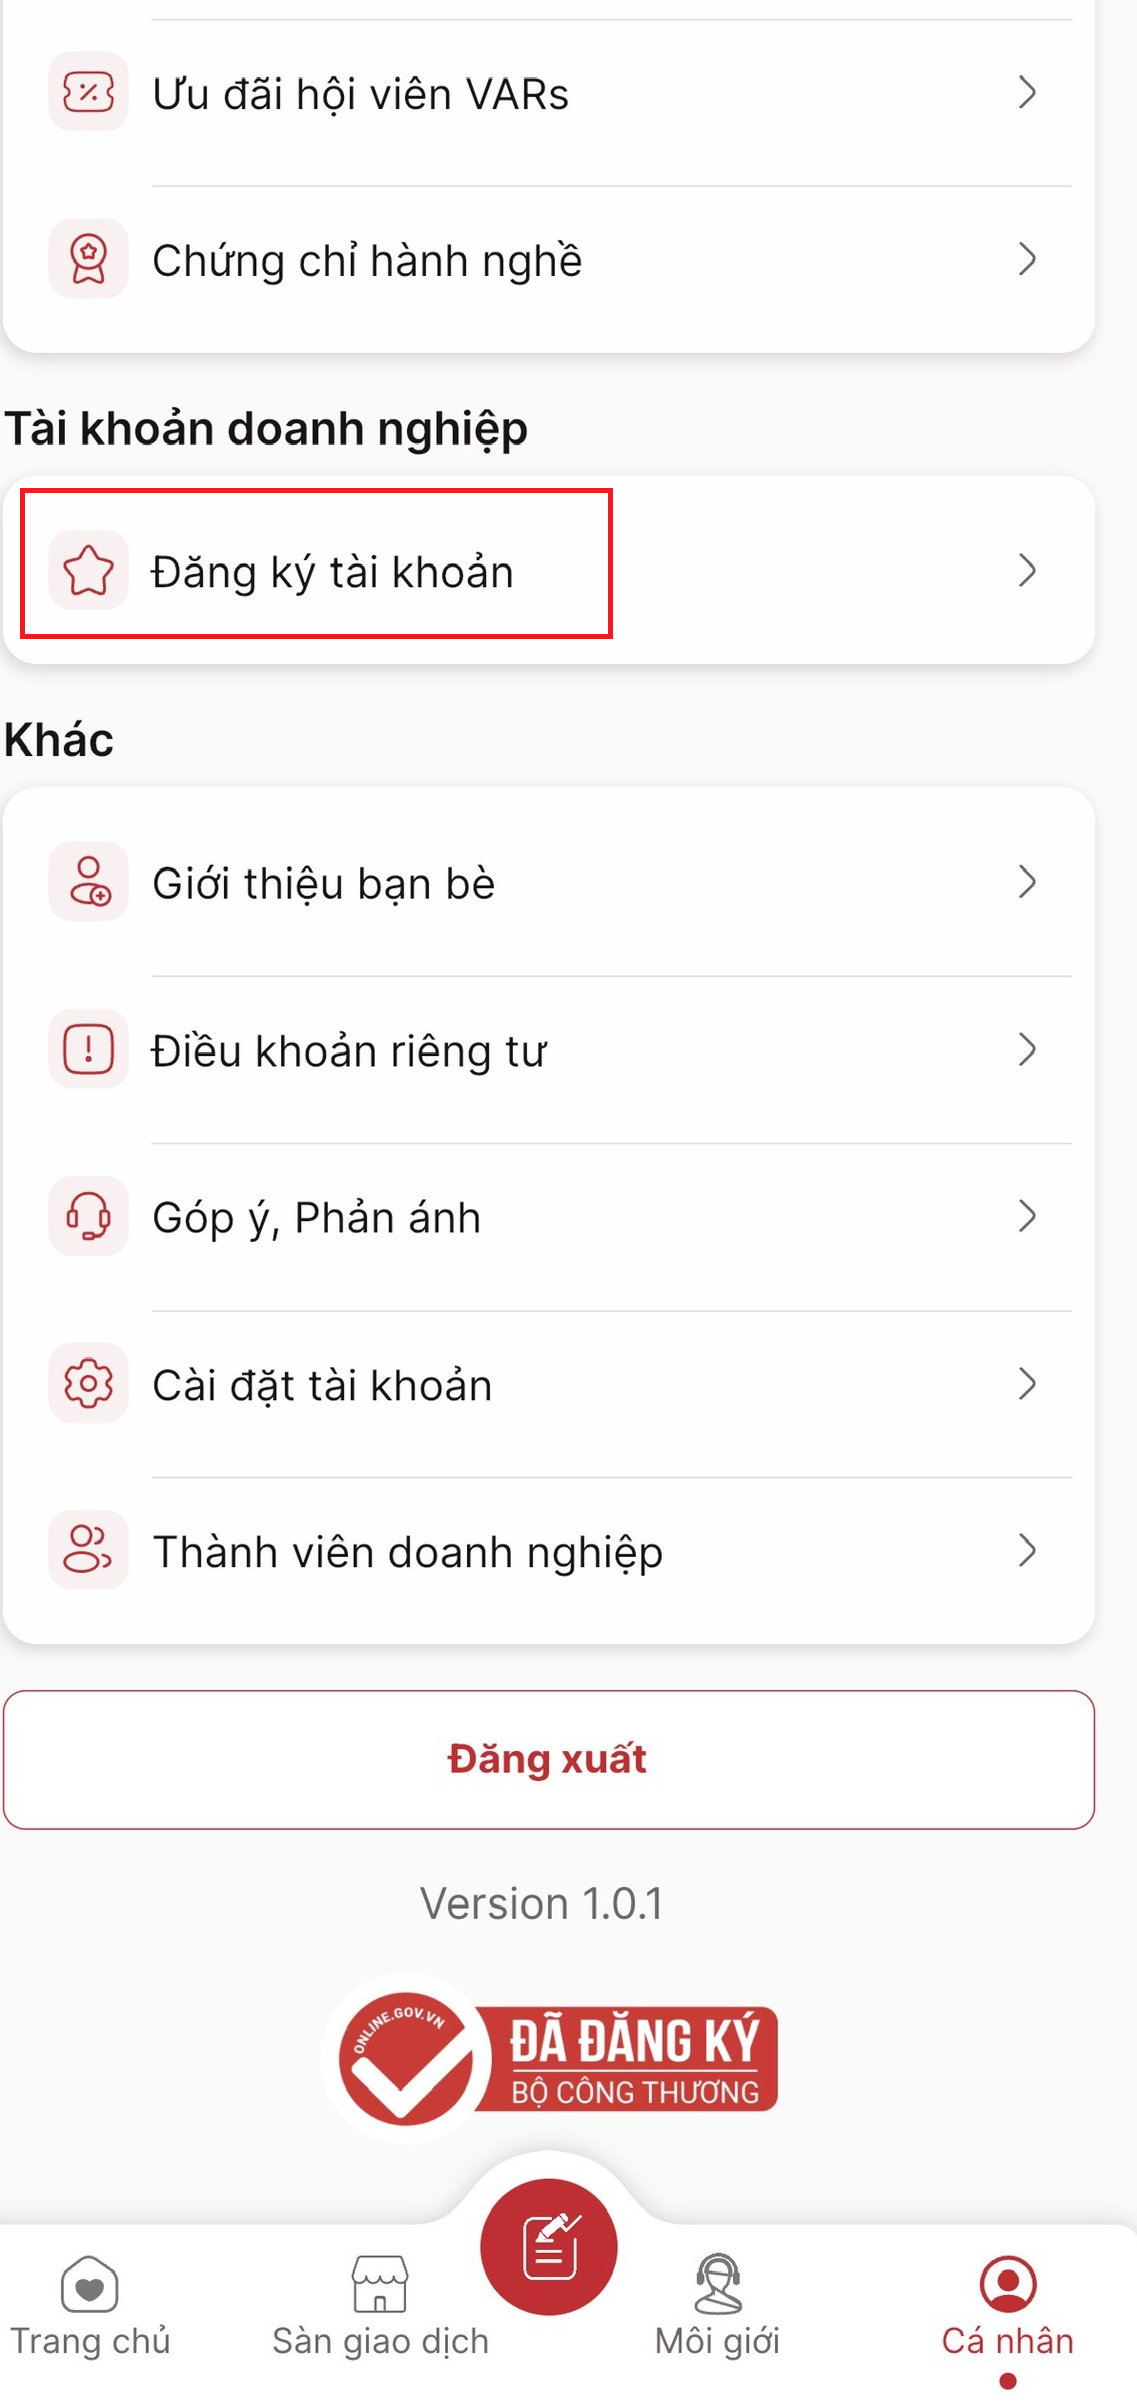 Ưu đãi hội viên VARs
Chứng chỉ hành nghề
Tài khoản doanh nghiệp
Đăng ký tài khoản
Khác
Giới thiệu bạn bè
Điều khoản riêng tư
Góp ý, Phản ánh
Cài đặt tài khoản
Thành viên doanh nghiệp
Đăng xuất
Version 1.0.1
ONLINE.GOV.VN
ĐÃ ĐĂNG KÝ
BỘ CÔNG THƯƠNG
Trang chủ
Sàn giao dịch
Môi giới
Cá nhân